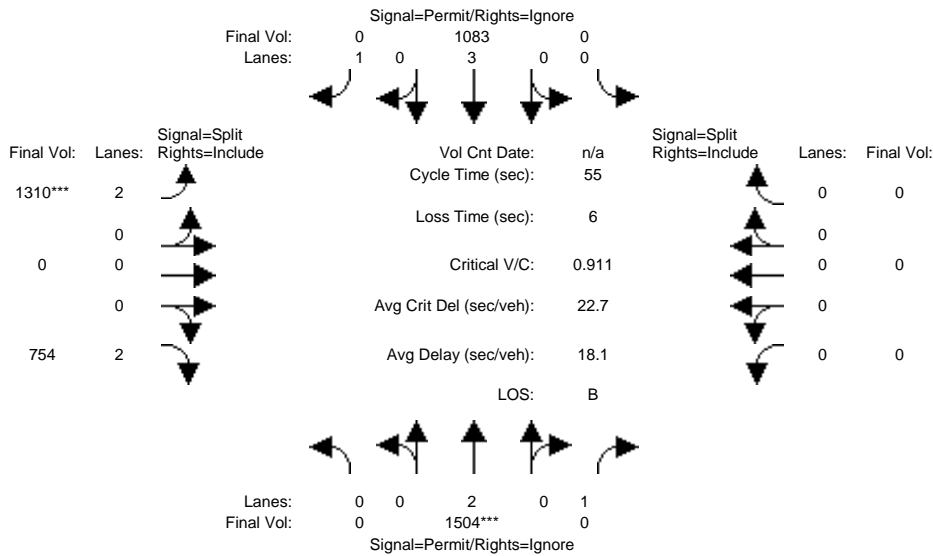 Signal=Permit/Rights=Ignore
Final Vol: 0 1083 0
Lanes: 1 0 3 0 0
Signal=Split
Final Vol: Lanes: Rights=Include
Vol Cnt Date: n/a
Signal=Split
Rights=Include Lanes: Final Vol:
Cycle Time (sec): 55
1310*** 2
0 0
Loss Time (sec): 6
0
0
0 0
Critical V/C: 0.911
0 0
0
Avg Crit Del (sec/veh): 22.7
0
754 2
Avg Delay (sec/veh): 18.1
0 0
LOS: B
Lanes: 0 0 2 0 1
Final Vol: 0 1504*** 0
Signal=Permit/Rights=Ignore